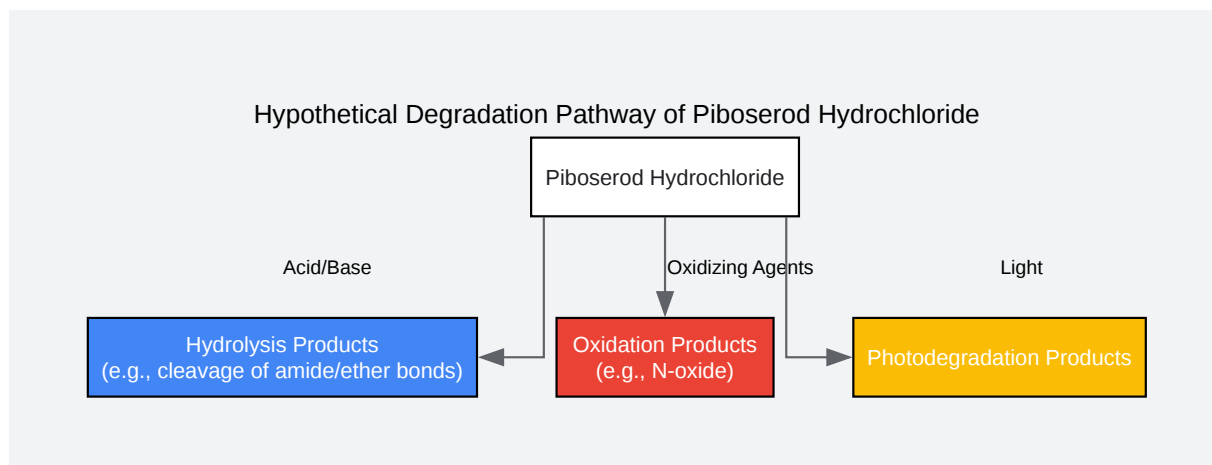 Hypothetical Degradation Pathway of Piboserod Hydrochloride
Piboserod Hydrochloride
Acid/Base
Oxidizing Agents
Light
Hydrolysis Products
(e.g., cleavage of amide/ether bonds)
Oxidation Products
(e.g., N-oxide)
Photodegradation Products